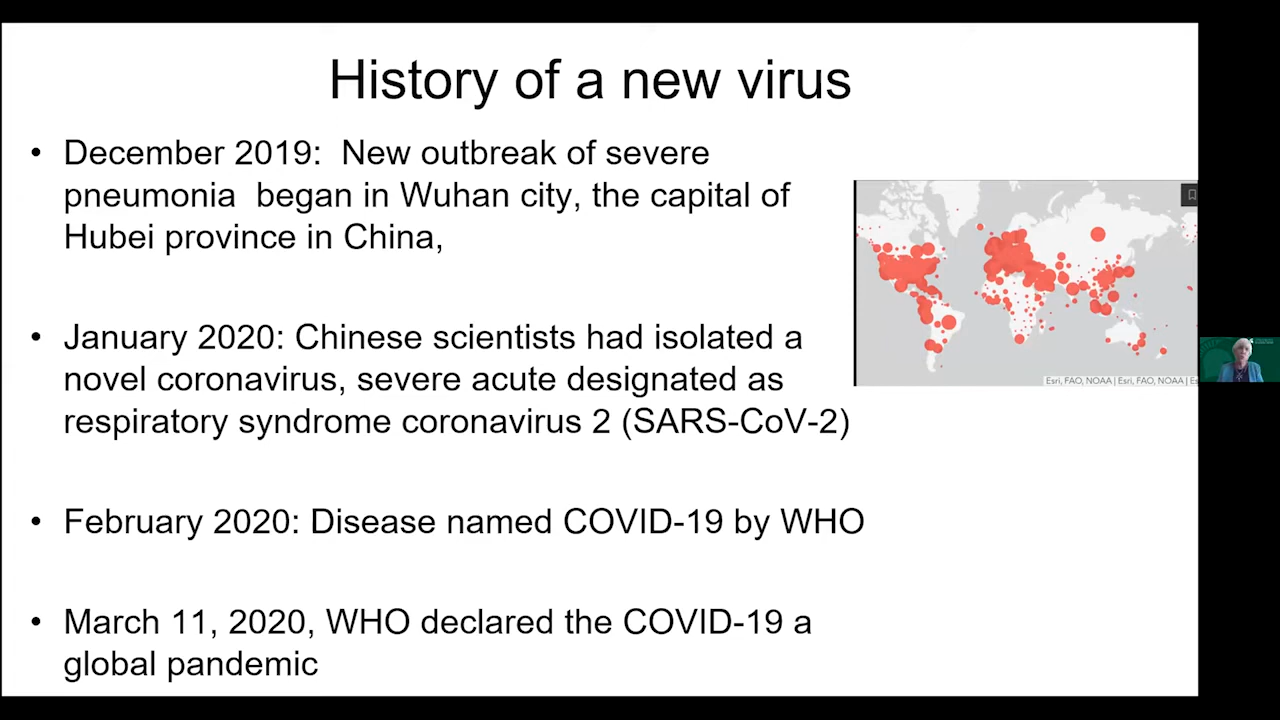 History of a new virus
• December 2019:  New outbreak of severe
pneumonia  began in Wuhan city, the capital of
Hubei province in China,
• January 2020: Chinese scientists had isolated a
novel coronavirus, severe acute designated as
respiratory syndrome coronavirus 2 (SARS-CoV-2)
• February 2020: Disease named COVID-19 by WHO
• March 11, 2020, WHO declared the COVID-19 a
global pandemic
Esri, FAO, NOAA | Esri, FAO, NOAA | Es